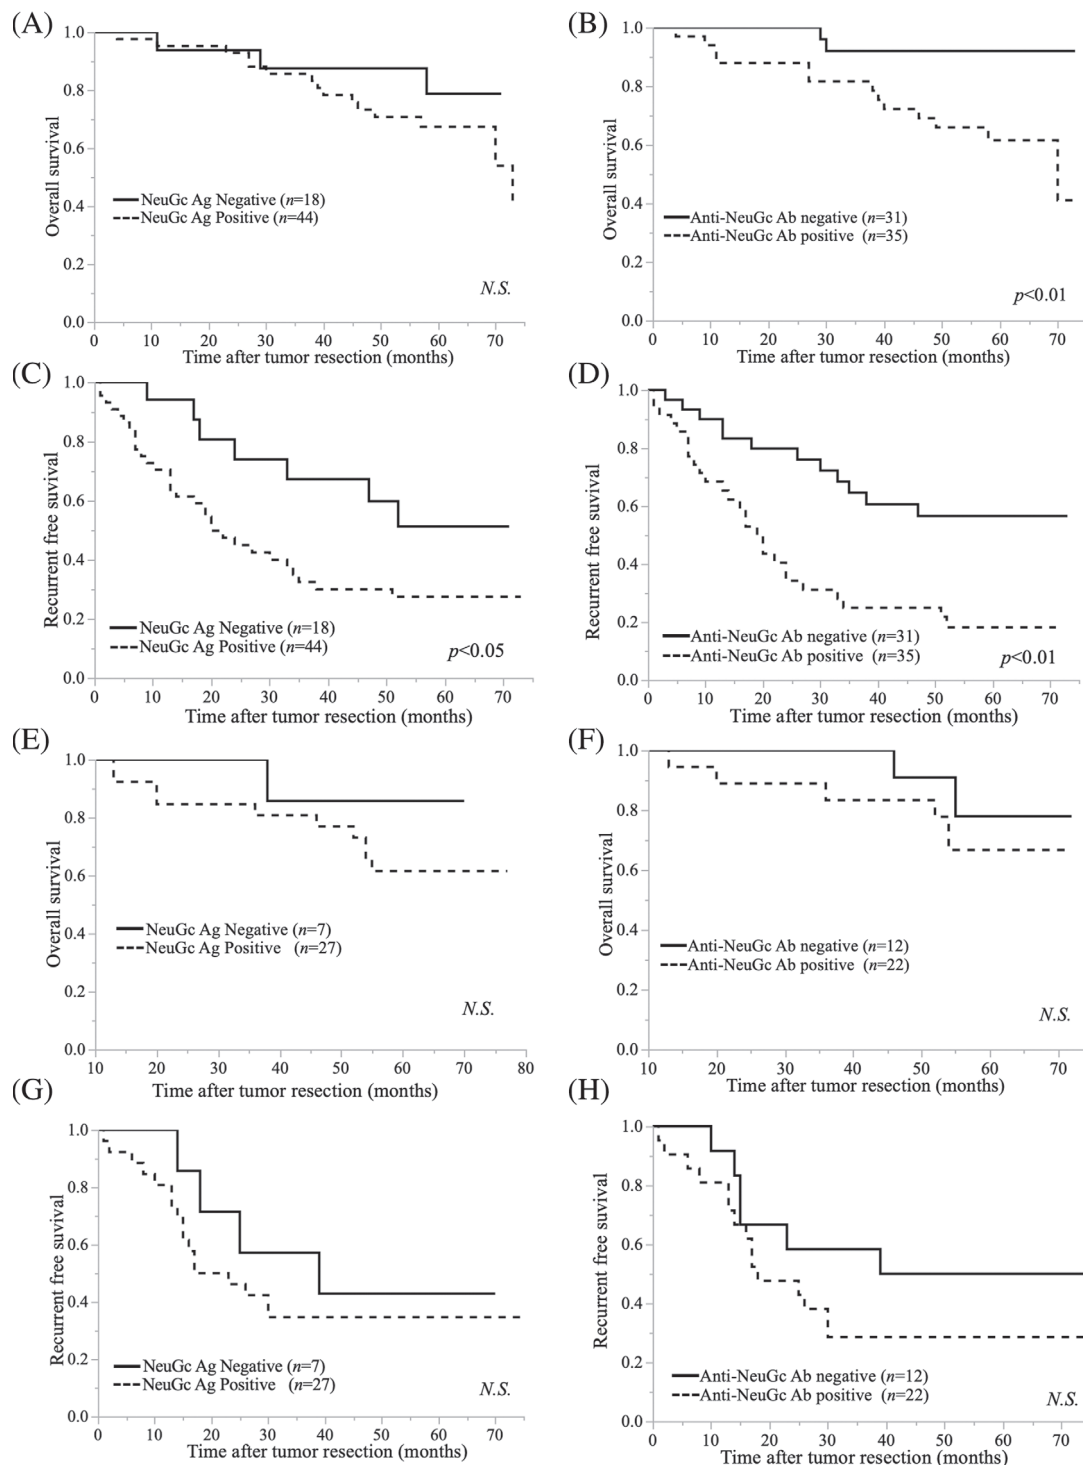 (A)
1.0
0.8
0.6
0.4
0.2
0.0
Overall survival
NeuGc Ag Negative (n=18)
NeuGc Ag Positive (n=44)
N.S.
0 10 20 30 40 50 60 70
Time after tumor resection (months)
(B)
1.0
0.8
0.6
0.4
0.2
0.0
Overall survival
Anti-NeuGc Ab negative (n=31)
Anti-NeuGc Ab positive (n=35)
p<0.01
0 10 20 30 40 50 60 70
Time after tumor resection (months)
(C)
1.0
0.8
0.6
0.4
0.2
0.0
Recurrent free suvival
NeuGc Ag Negative (n=18)
NeuGc Ag Positive (n=44)
p<0.05
0 10 20 30 40 50 60 70
Time after tumor resection (months)
(D)
1.0
0.8
0.6
0.4
0.2
0.0
Recurrent free suvival
Anti-NeuGc Ab negative (n=31)
Anti-NeuGc Ab positive (n=35)
p<0.01
0 10 20 30 40 50 60 70
Time after tumor resection (months)
(E)
1.0
0.8
0.6
0.4
0.2
0.0
Overall survival
NeuGc Ag Negative (n=7)
NeuGc Ag Positive (n=27)
N.S.
10 20 30 40 50 60 70 80
Time after tumor resection (months)
(F)
1.0
0.8
0.6
0.4
0.2
0.0
Overall survival
Anti-NeuGc Ab negative (n=12)
Anti-NeuGc Ab positive (n=22)
N.S.
10 20 30 40 50 60 70
Time after tumor resection (months)
(G)
1.0
0.8
0.6
0.4
0.2
0.0
Recurrent free suvival
NeuGc Ag Negative (n=7)
NeuGc Ag Positive (n=27)
N.S.
0 10 20 30 40 50 60 70
Time after tumor resection (months)
(H)
1.0
0.8
0.6
0.4
0.2
0.0
Recurrent free suvival
Anti-NeuGc Ab negative (n=12)
Anti-NeuGc Ab positive (n=22)
N.S.
0 10 20 30 40 50 60 70
Time after tumor resection (months)